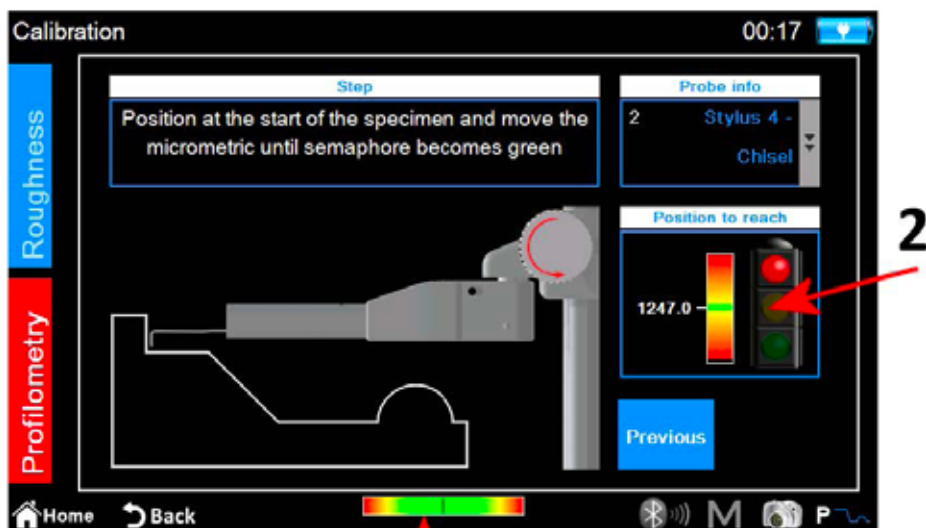 Calibration
00:17
Roughness
Profilometry
Step
Position at the start of the specimen and move the
micrometric until semaphore becomes green
Probe info
2 Stylus 4 -
Chisel
Position to reach
1247.0
2
Previous
Home
Back
M
P